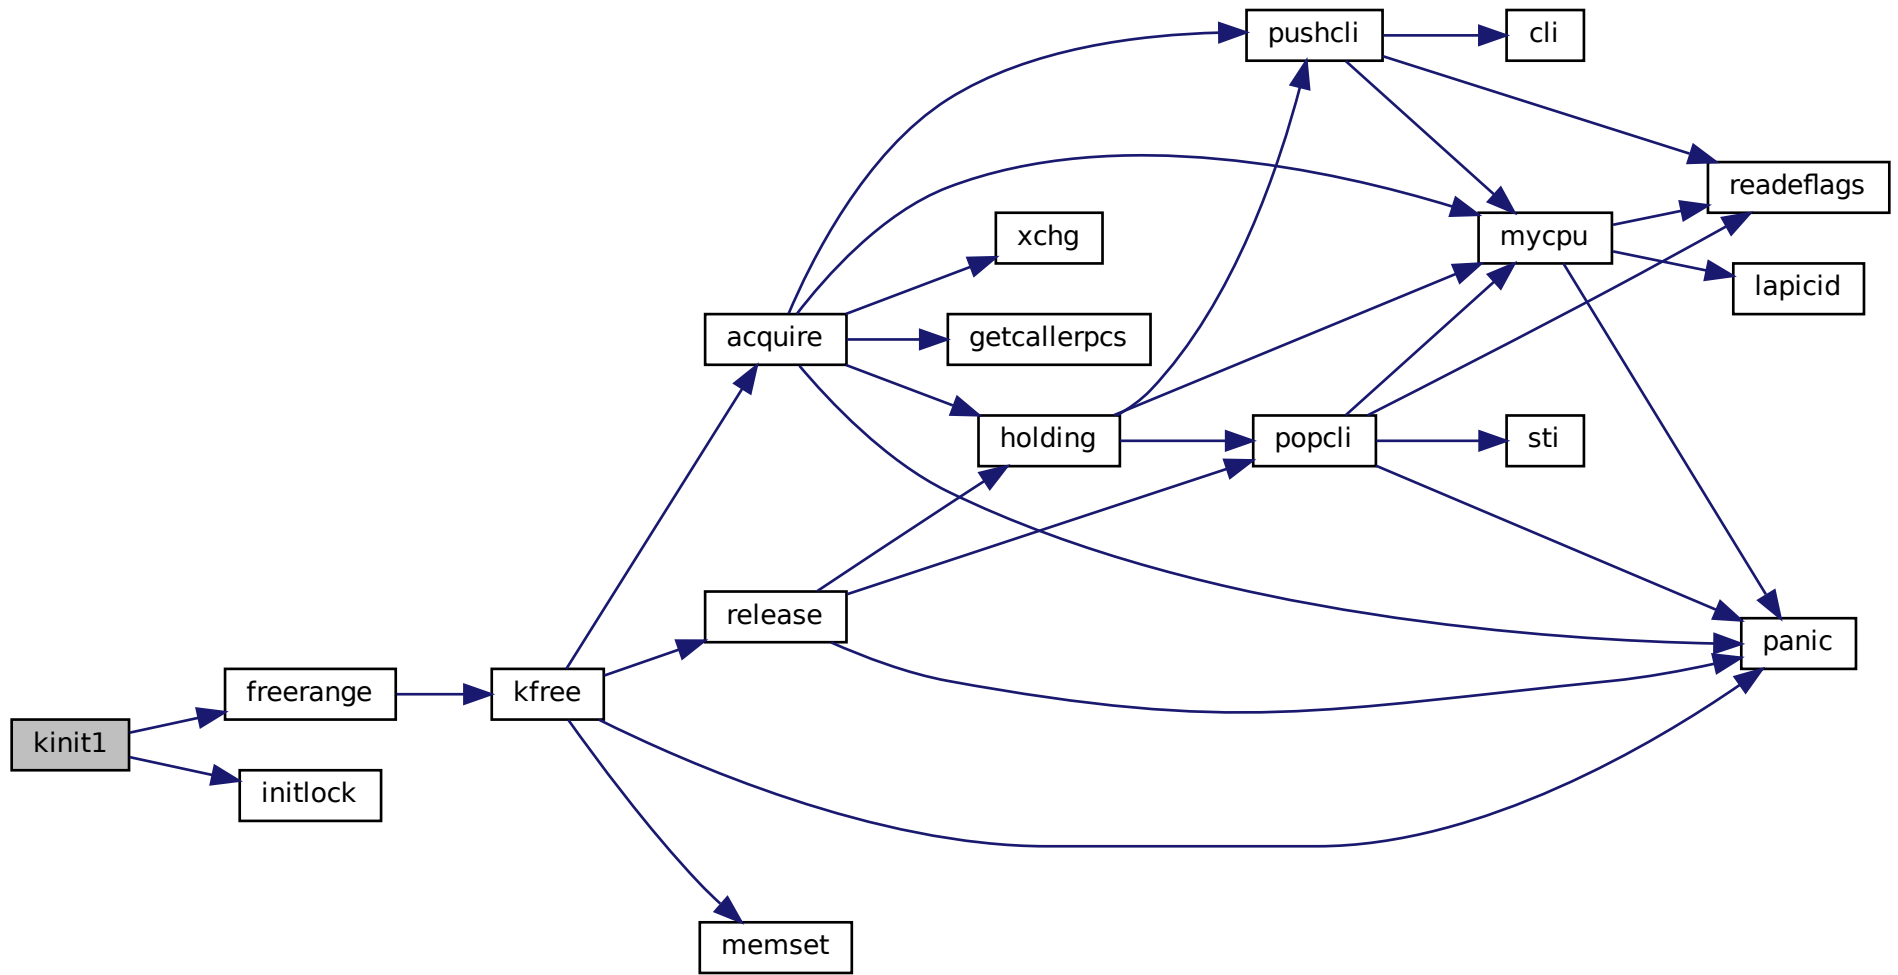 pushcli
cli
readeflags
xchg
mycpu
lapicid
acquire
getcallerpcs
holding
popcli
sti
release
panic
freerange
kfree
kinit1
initlock
memset